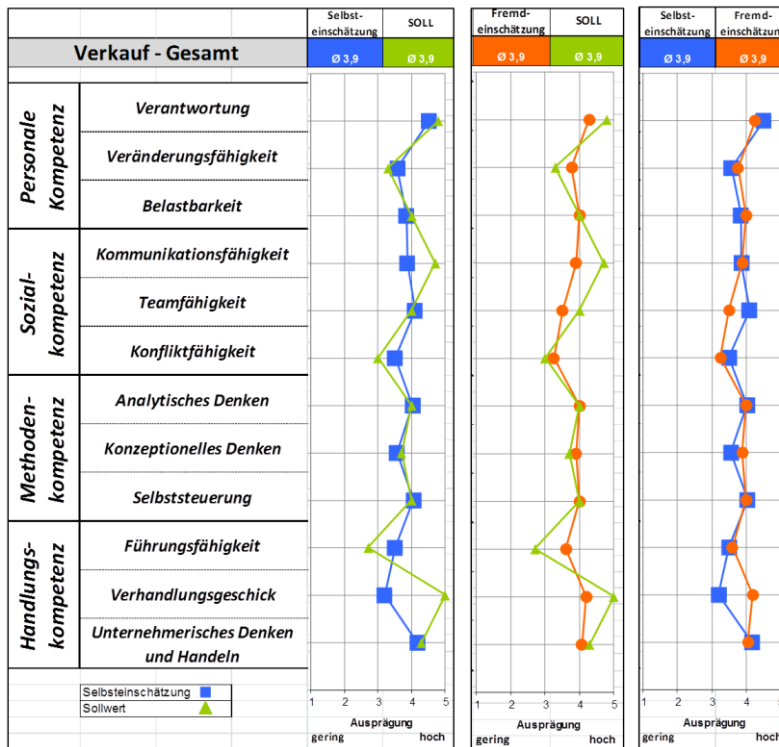 Selbst-
einschätzung
SOLL
Fremd-
einschätzung
SOLL
Selbst-
einschätzung
Fremd-
einschätzung
Verkauf - Gesamt
Ø 3,9
Ø 3,9
Ø 3,9
Ø 3,9
Ø 3,9
Ø 3,9
Personale
Kompetenz
Verantwortung
Veränderungsfähigkeit
Belastbarkeit
Sozial-
kompetenz
Kommunikationsfähigkeit
Teamfähigkeit
Konfliktfähigkeit
Methoden-
kompetenz
Analytisches Denken
Konzeptionelles Denken
Selbststeuerung
Handlungs-
kompetenz
Führungsfähigkeit
Verhandlungsgeschick
Unternehmerisches Denken
und Handeln
Selbsteinschätzung
Sollwert
1 2 3 4 5
Ausprägung
gering hoch
1 2 3 4 5
Ausprägung
gering hoch
1 2 3 4 5
Ausprägung
gering hoch